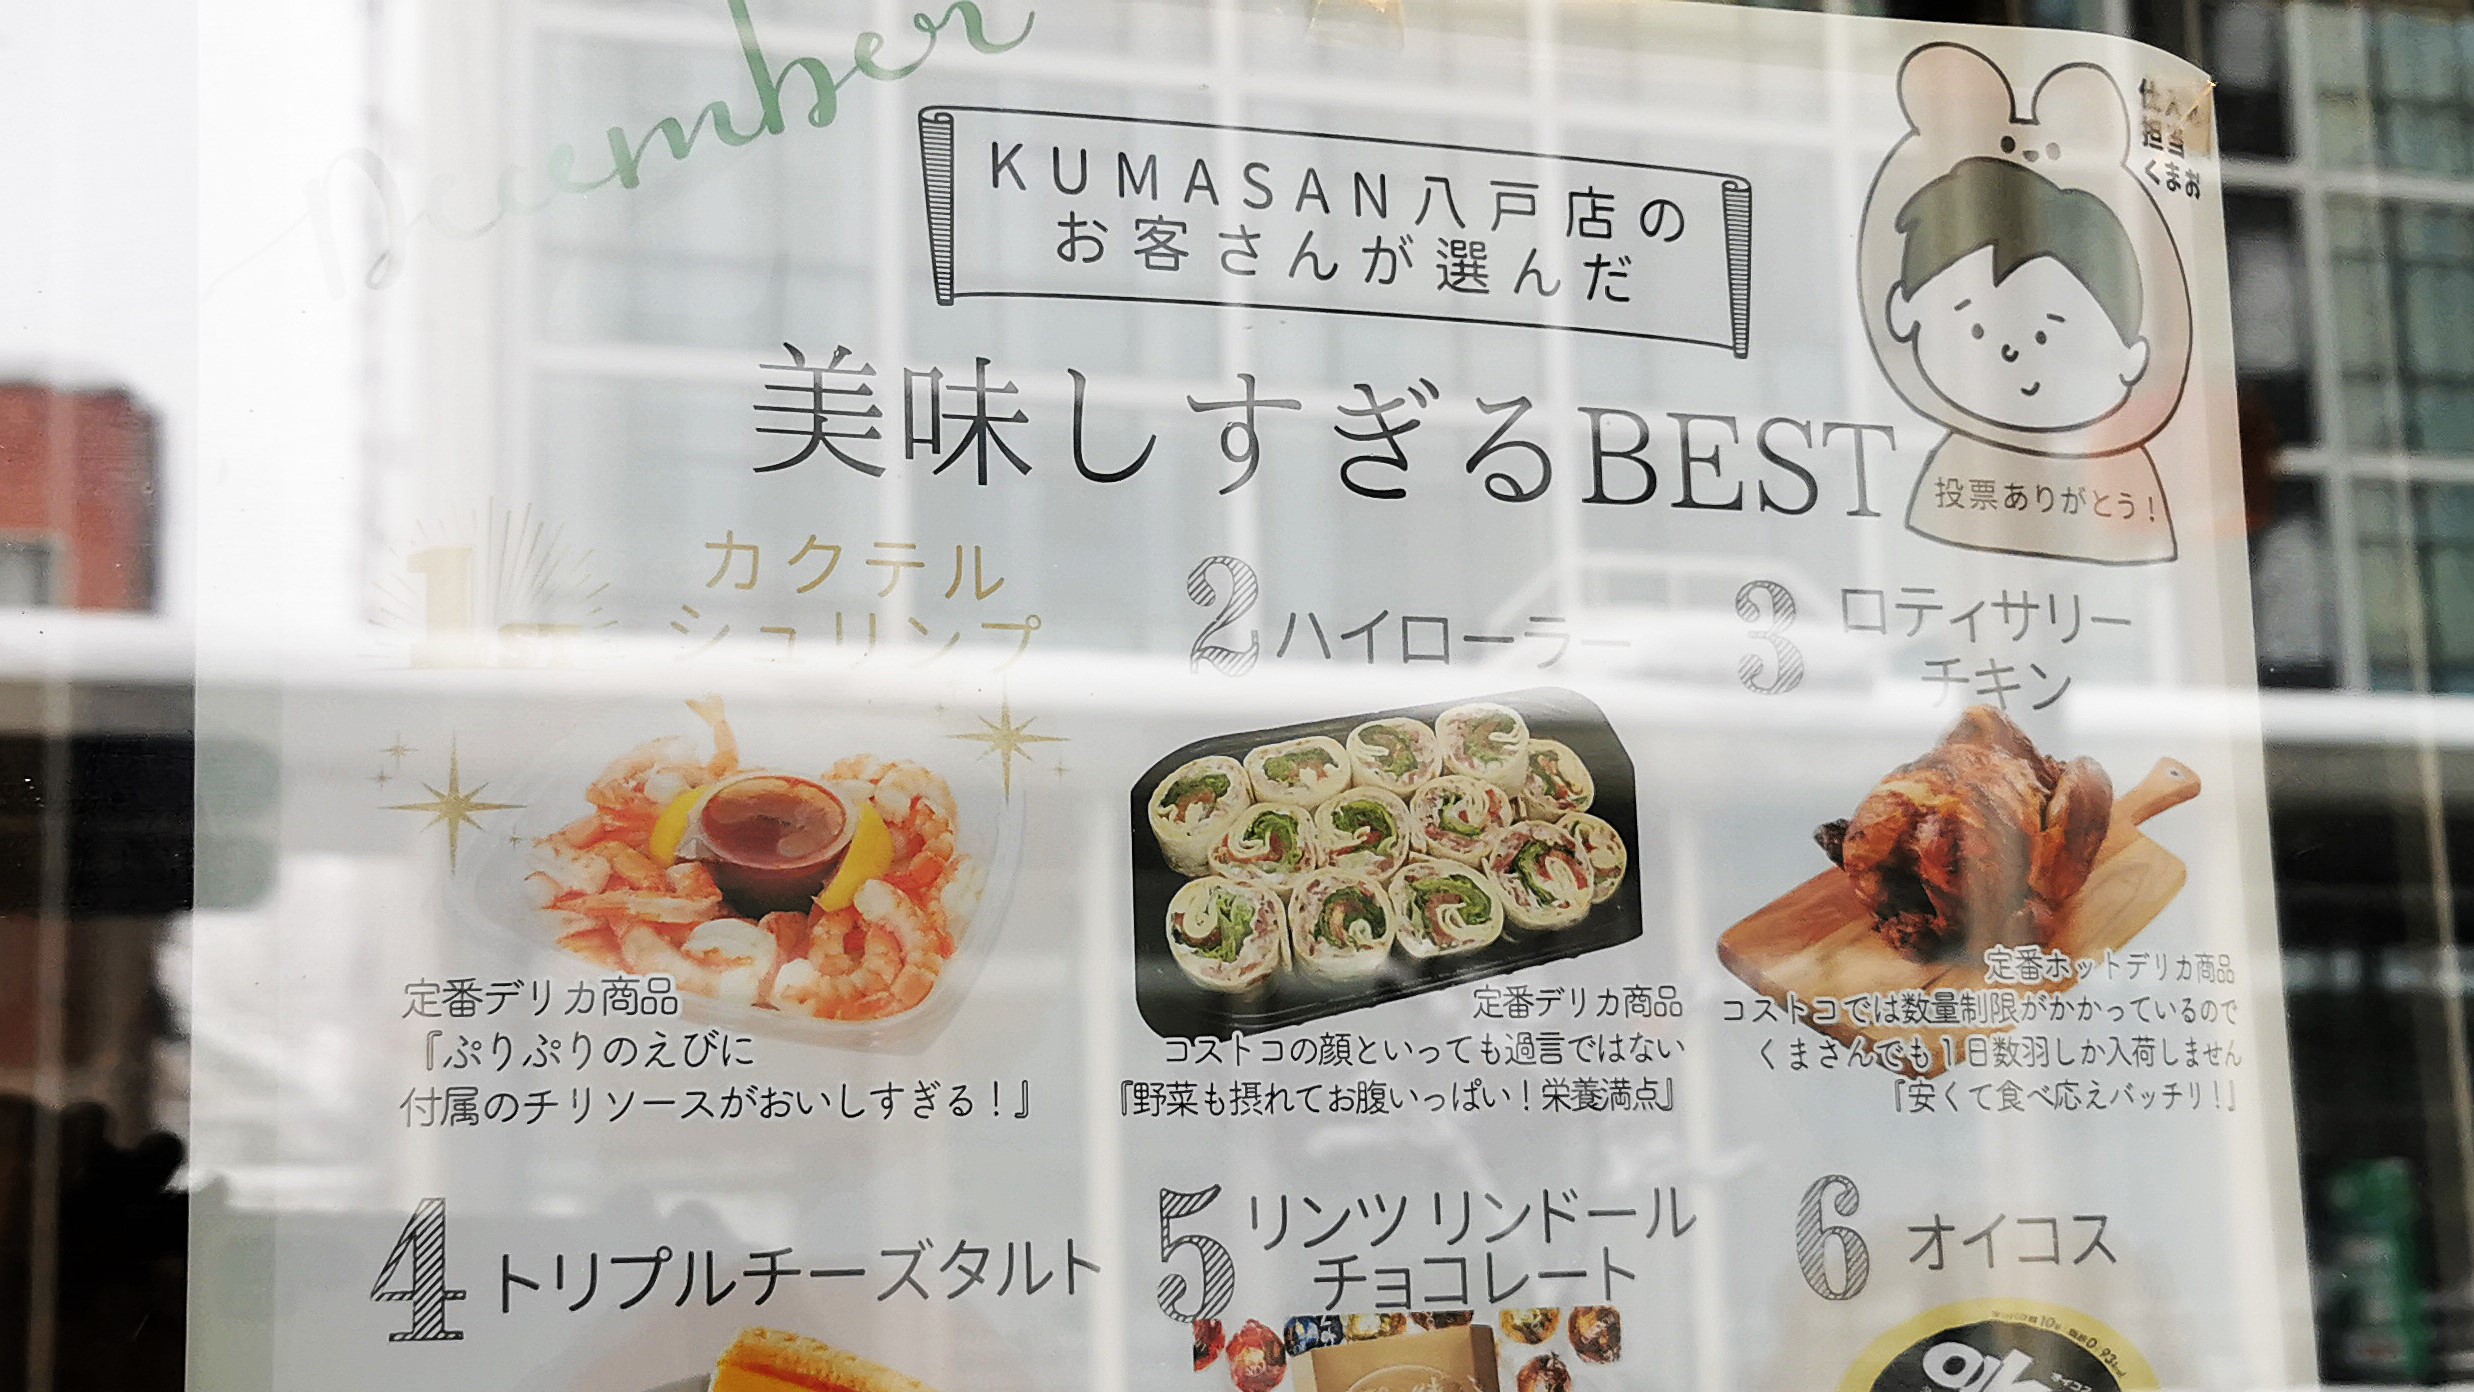 December
KUMASAN八戸店の
お客さんが選んだ
美味しすぎるBEST
投票ありがとう！
1ST
カクテル
シュリンプ
2
ハイローラー
3
ロティサリー
チキン
定番デリカ商品
『ぷりぷりのえびに
付属のチリソースがおいしすぎる！』
定番デリカ商品
コストコの顔といっても過言ではない
『野菜も摂れてお腹いっぱい！栄養満点』
定番ホットデリカ商品
コストコでは数量制限がかかっているので
くまさんでも１日数羽しか入荷しません
『安くて食べ応えバッチリ！』
4
トリプルチーズタルト
5
リンツ リンドール
チョコレート
6
オイコス